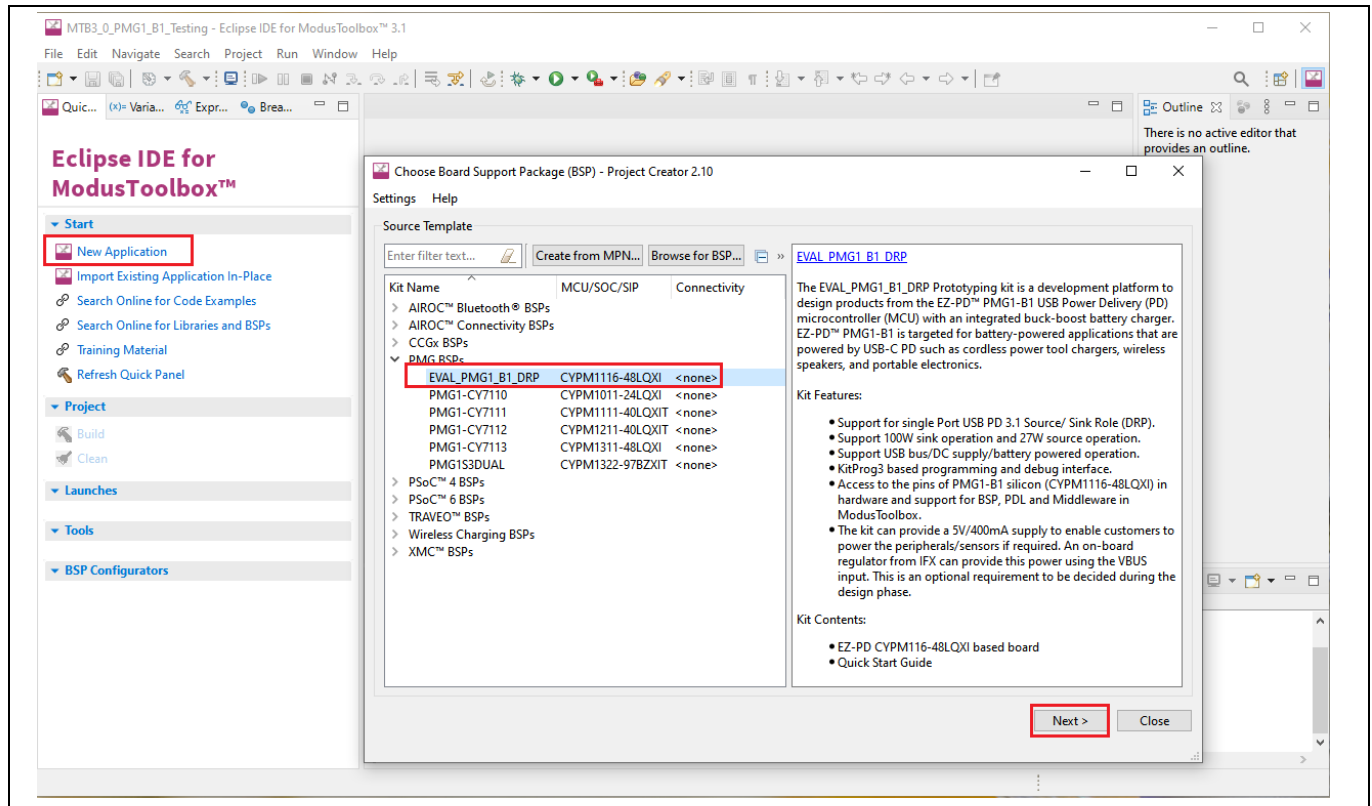 MTB3_0_PMG1_B1_Testing - Eclipse IDE for ModusToolbox™ 3.1
File Edit Navigate Search Project Run Window Help
Quic... (x)= Varia... Expr... Brea...
Outline
There is no active editor that
provides an outline.
Eclipse IDE for
ModusToolbox™
Start
New Application
Import Existing Application In-Place
Search Online for Code Examples
Search Online for Libraries and BSPs
Training Material
Refresh Quick Panel
Project
Build
Clean
Launches
Tools
BSP Configurators
Choose Board Support Package (BSP) - Project Creator 2.10
Settings Help
Source Template
Enter filter text... Create from MPN... Browse for BSP... »
Kit Name MCU/SOC/SIP Connectivity
AIROC™ Bluetooth® BSPs
AIROC™ Connectivity BSPs
CCGx BSPs
PMG BSPs
EVAL_PMG1_B1_DRP CYPM1116-48LQXI <none>
PMG1-CY7110 CYPM1011-24LQXI <none>
PMG1-CY7111 CYPM1111-40LQXIT <none>
PMG1-CY7112 CYPM1211-40LQXIT <none>
PMG1-CY7113 CYPM1311-48LQXI <none>
PMG1S3DUAL CYPM1322-97BZXIT <none>
PSoC™ 4 BSPs
PSoC™ 6 BSPs
TRAVEO™ BSPs
Wireless Charging BSPs
XMC™ BSPs
EVAL_PMG1_B1_DRP
The EVAL_PMG1_B1_DRP Prototyping kit is a development platform to
design products from the EZ-PD™ PMG1-B1 USB Power Delivery (PD)
microcontroller (MCU) with an integrated buck-boost battery charger.
EZ-PD™ PMG1-B1 is targeted for battery-powered applications that are
powered by USB-C PD such as cordless power tool chargers, wireless
speakers, and portable electronics.
Kit Features:
• Support for single Port USB PD 3.1 Source/ Sink Role (DRP).
• Support 100W sink operation and 27W source operation.
• Support USB bus/DC supply/battery powered operation.
• KitProg3 based programming and debug interface.
• Access to the pins of PMG1-B1 silicon (CYPM1116-48LQXI) in
hardware and support for BSP, PDL and Middleware in
ModusToolbox.
• The kit can provide a 5V/400mA supply to enable customers to
power the peripherals/sensors if required. An on-board
regulator from IFX can provide this power using the VBUS
input. This is an optional requirement to be decided during the
design phase.
Kit Contents:
• EZ-PD CYPM116-48LQXI based board
• Quick Start Guide
Next > Close